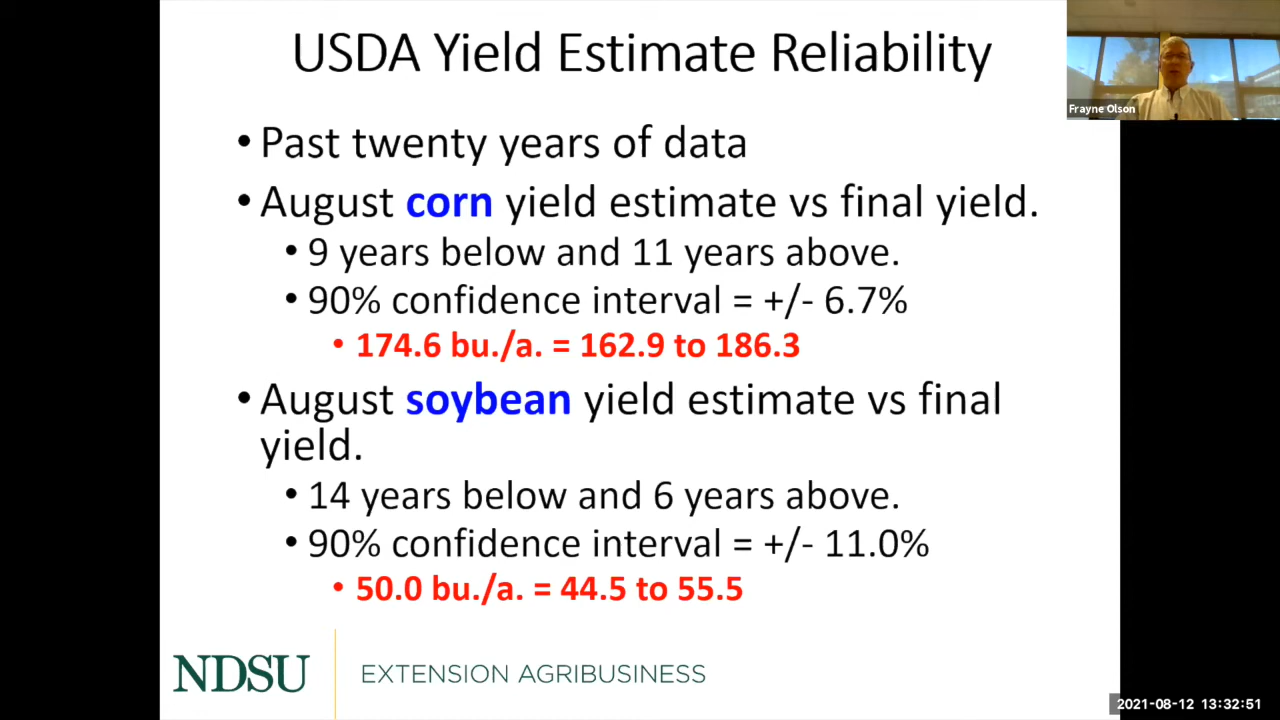 USDA Yield Estimate Reliability
Frayne Olson
• Past twenty years of data
• August corn yield estimate vs final yield.
• 9 years below and 11 years above.
• 90% confidence interval = +/- 6.7%
• 174.6 bu./a. = 162.9 to 186.3
• August soybean yield estimate vs final
yield.
• 14 years below and 6 years above.
• 90% confidence interval = +/- 11.0%
• 50.0 bu./a. = 44.5 to 55.5
NDSU
EXTENSION AGRIBUSINESS
2021-08-12 13:32:51